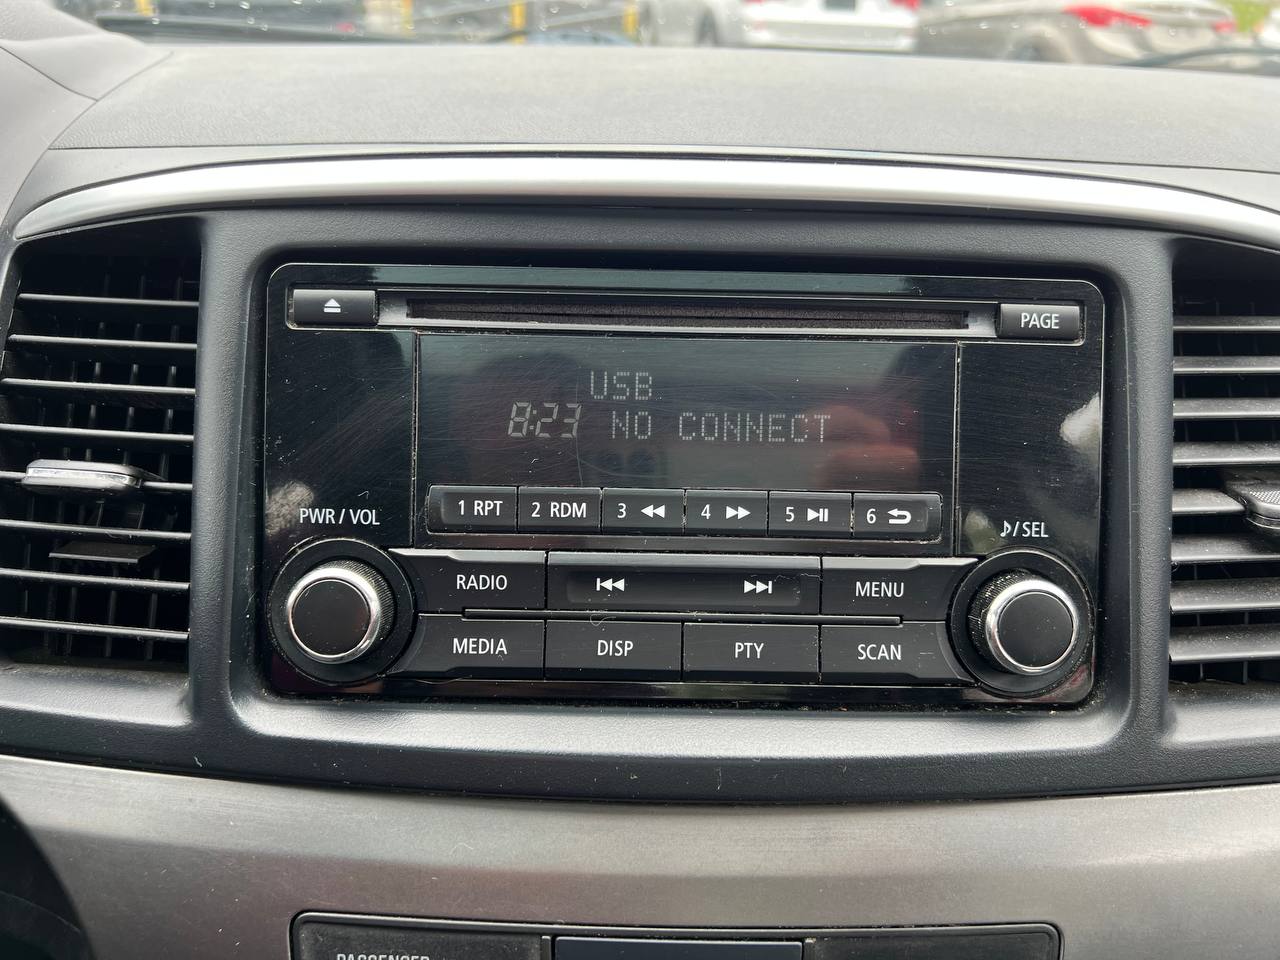 PAGE
USB
8:23 NO CONNECT
1 RPT 2 RDM 3 4 5 6
PWR / VOL
/ SEL
RADIO MENU
MEDIA DISP PTY SCAN
PASSENGER